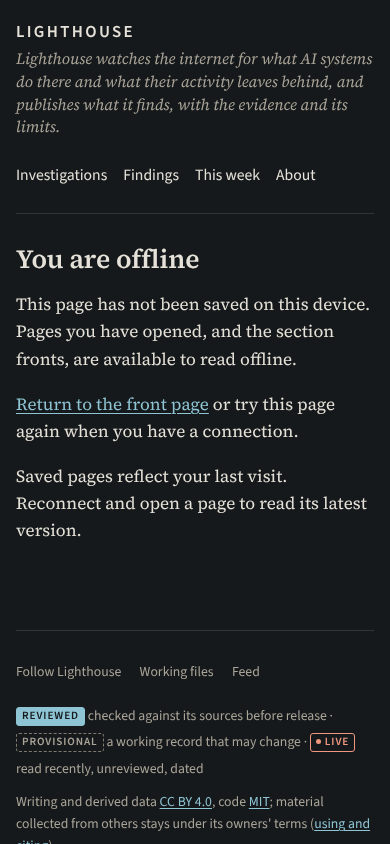 LIGHTHOUSE
Lighthouse watches the internet for what AI systems
do there and what their activity leaves behind, and
publishes what it finds, with the evidence and its
limits.
Investigations Findings This week About
You are offline
This page has not been saved on this device.
Pages you have opened, and the section
fronts, are available to read offline.
Return to the front page or try this page
again when you have a connection.
Saved pages reflect your last visit.
Reconnect and open a page to read its latest
version.
Follow Lighthouse Working files Feed
REVIEWED checked against its sources before release ·
PROVISIONAL a working record that may change · LIVE
read recently, unreviewed, dated
Writing and derived data CC BY 4.0, code MIT; material
collected from others stays under its owners' terms (using and